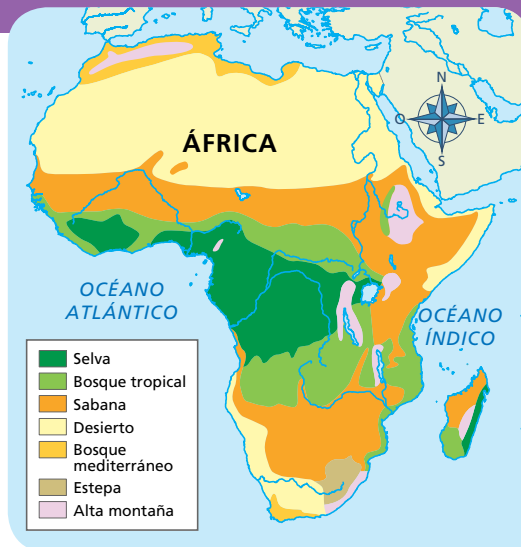 ÁFRICA
N
O
E
S
OCÉANO
ATLÁNTICO
OCÉANO
ÍNDICO
Selva
Bosque tropical
Sabana
Desierto
Bosque
mediterráneo
Estepa
Alta montaña